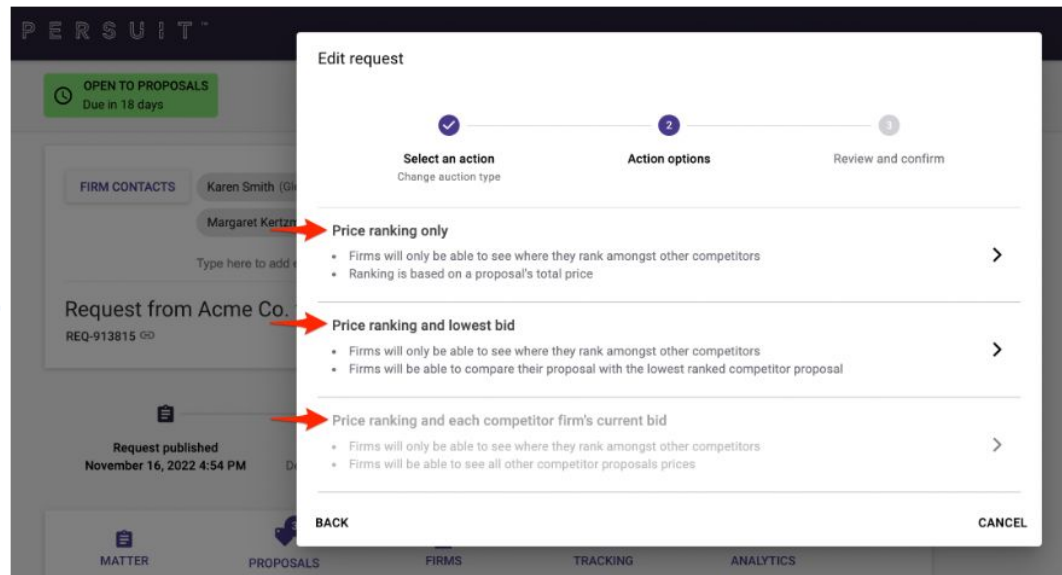 PERSUIT™
OPEN TO PROPOSALS
Due in 18 days
FIRM CONTACTS
Karen Smith
Margaret
Type here to add
Request from Acme Co.
REQ-913815
Request published
November 16, 2022 4:54 PM
MATTER
PROPOSALS
FIRMS
TRACKING
ANALYTICS
Edit request
2
3
Select an action
Change auction type
Action options
Review and confirm
Price ranking only
• Firms will only be able to see where they rank amongst other competitors
• Ranking is based on a proposal's total price
Price ranking and lowest bid
• Firms will only be able to see where they rank amongst other competitors
• Firms will be able to compare their proposal with the lowest ranked competitor proposal
Price ranking and each competitor firm's current bid
• Firms will only be able to see where they rank amongst other competitors
• Firms will be able to see all other competitor proposals prices
BACK
CANCEL